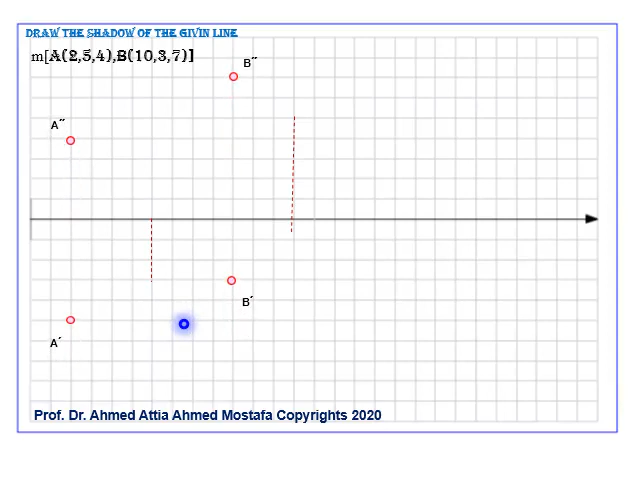 DRAW THE SHADOW OF THE GIVIN LINE
m[A(2,5,4),B(10,3,7)]
B″
A″
B′
A′
Prof. Dr. Ahmed Attia Ahmed Mostafa Copyrights 2020